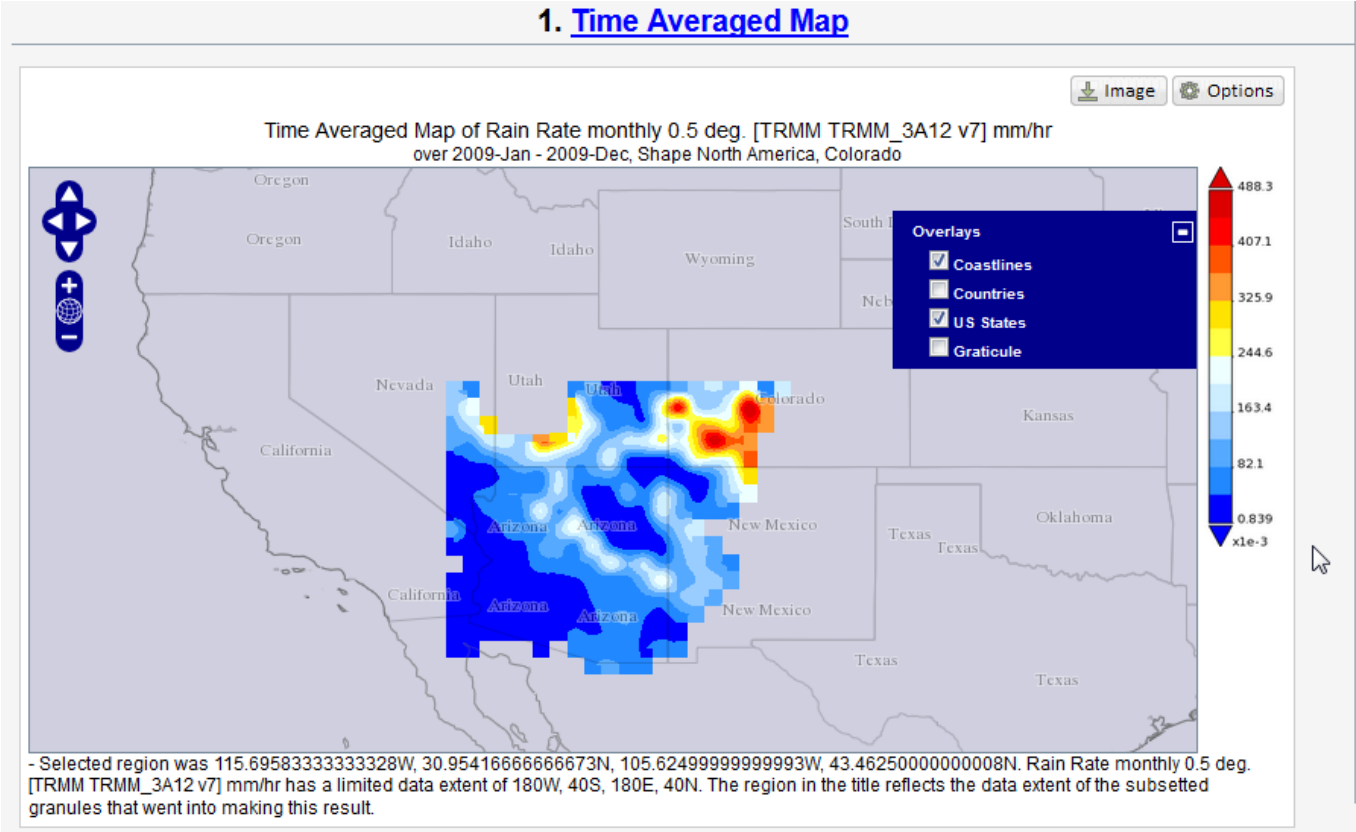 1. Time Averaged Map
Image
Options
Time Averaged Map of Rain Rate monthly 0.5 deg. [TRMM TRMM_3A12 v7] mm/hr
over 2009-Jan - 2009-Dec, Shape North America, Colorado
Oregon
Oregon
Idaho
Idaho
Wyoming
South
Neb
Overlays
Coastlines
Countries
US States
Graticule
488.3
407.1
325.9
244.6
163.4
82.1
0.839
x1e-3
Nevada
Utah
Utah
Colorado
Kansas
California
Arizona
Arizona
New Mexico
Texas
Texas
Oklahoma
California
Arizona
Arizona
New Mexico
Texas
Texas
- Selected region was 115.69583333333328W, 30.954166666666673N, 105.62499999999993W, 43.46250000000008N. Rain Rate monthly 0.5 deg.
[TRMM TRMM_3A12 v7] mm/hr has a limited data extent of 180W, 40S, 180E, 40N. The region in the title reflects the data extent of the subsetted
granules that went into making this result.